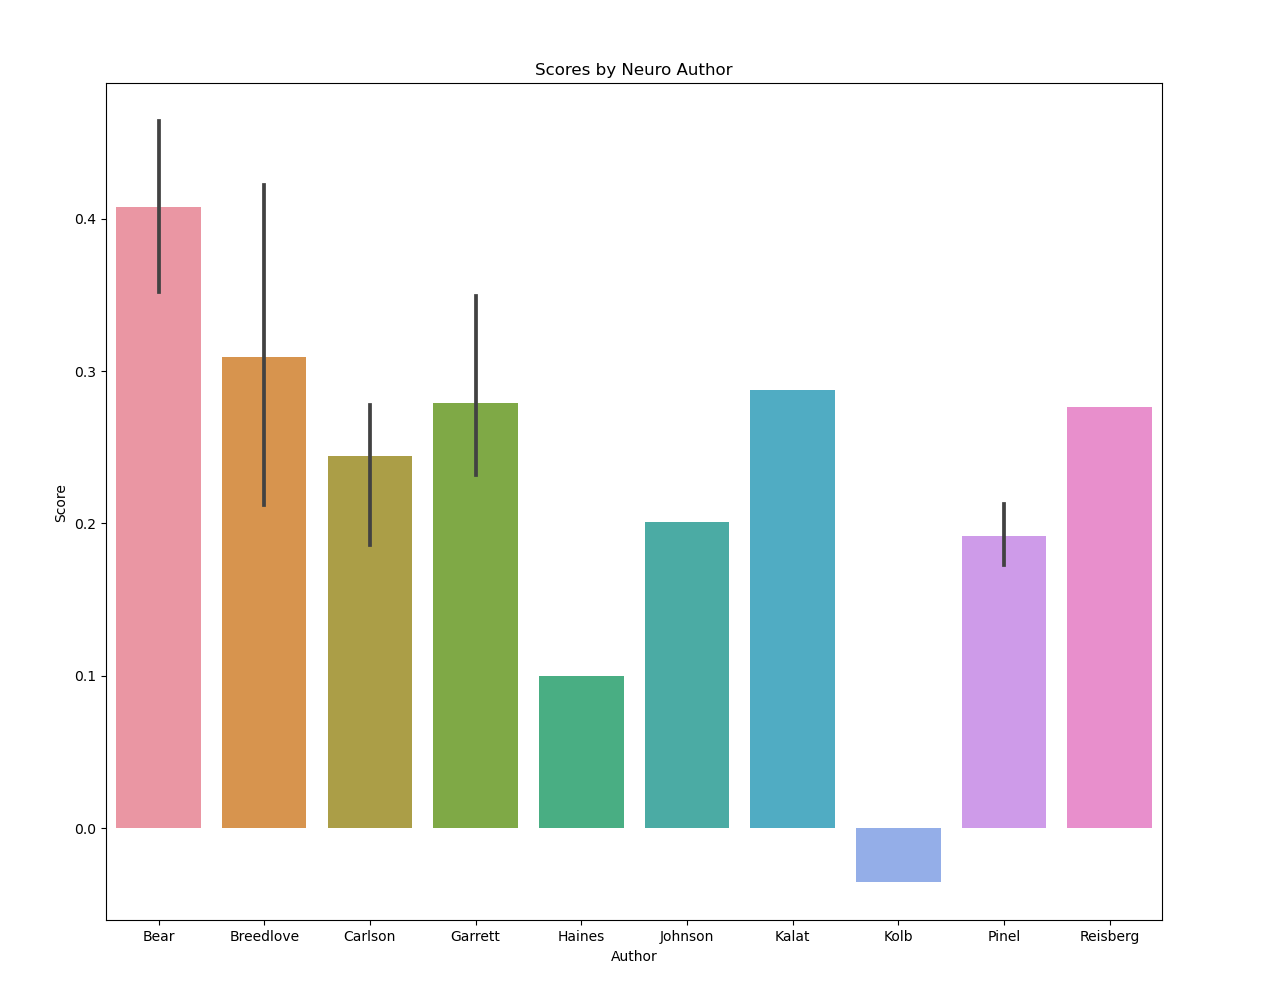 Scores by Neuro Author
Score
0.4
0.3
0.2
0.1
0.0
Bear Breedlove Carlson Garrett Haines Johnson Kalat Kolb Pinel Reisberg
Author